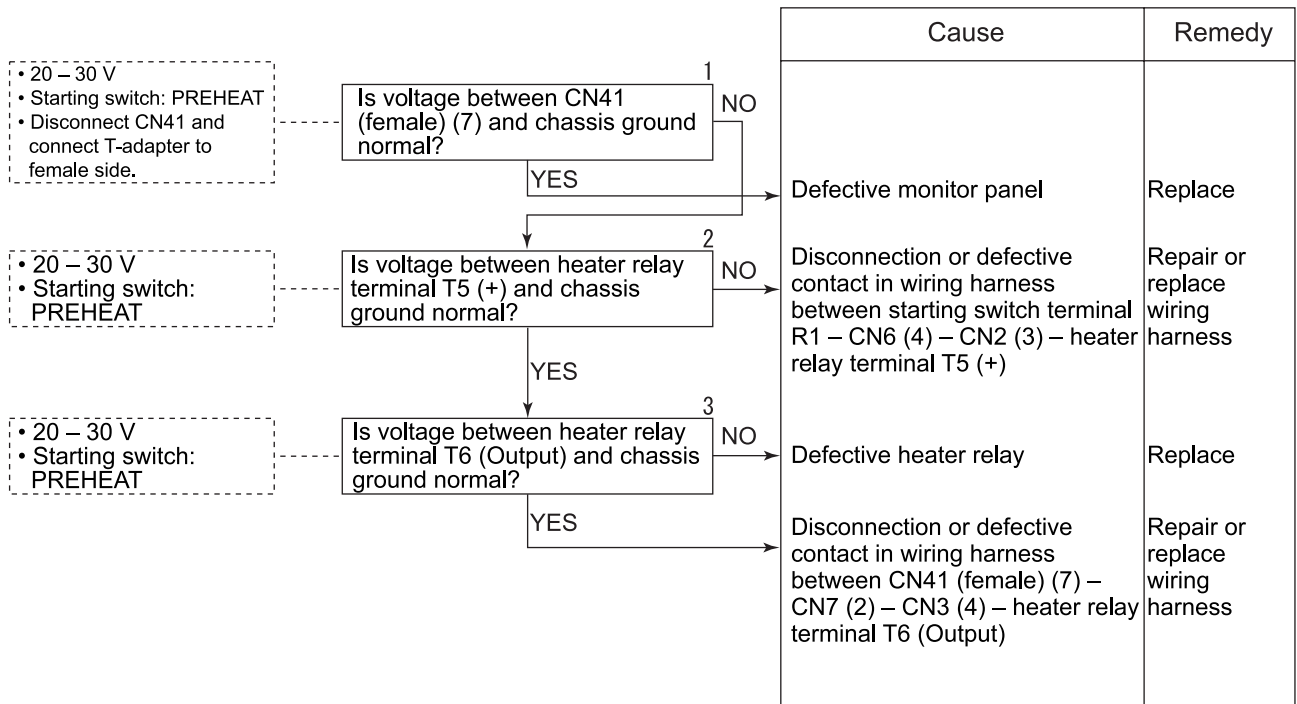 Cause
Remedy
• 20 – 30 V
• Starting switch: PREHEAT
• Disconnect CN41 and
connect T-adapter to
female side.
1
Is voltage between CN41
(female) (7) and chassis ground
normal?
NO
YES
Defective monitor panel
Replace
• 20 – 30 V
• Starting switch:
PREHEAT
2
Is voltage between heater relay
terminal T5 (+) and chassis
ground normal?
NO
YES
Disconnection or defective
contact in wiring harness
between starting switch terminal
R1 – CN6 (4) – CN2 (3) – heater
relay terminal T5 (+)
Repair or
replace
wiring
harness
• 20 – 30 V
• Starting switch:
PREHEAT
3
Is voltage between heater relay
terminal T6 (Output) and chassis
ground normal?
NO
YES
Defective heater relay
Replace
Disconnection or defective
contact in wiring harness
between CN41 (female) (7) –
CN7 (2) – CN3 (4) – heater relay
terminal T6 (Output)
Repair or
replace
wiring
harness